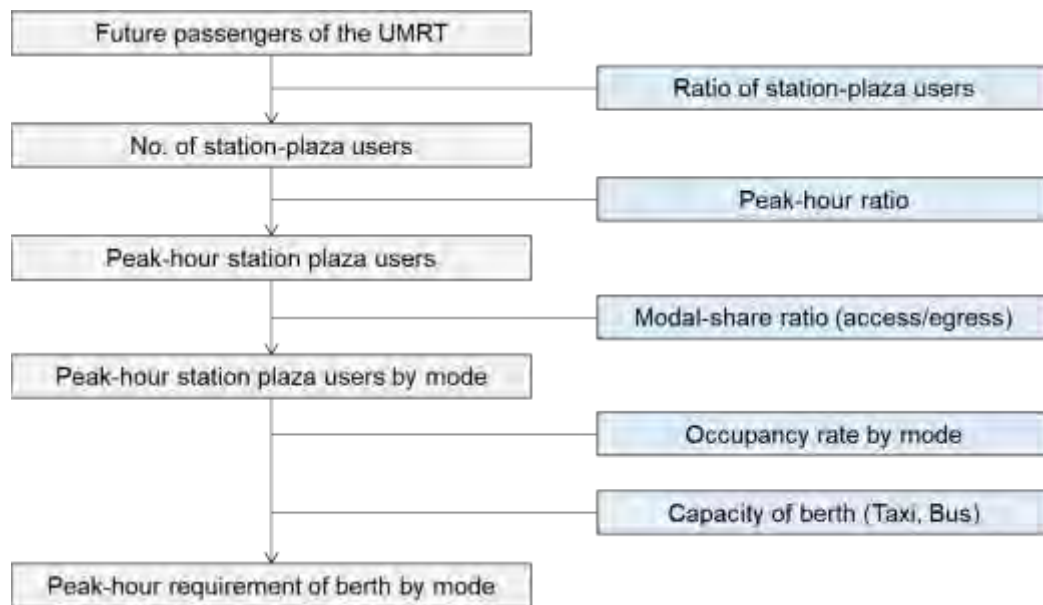 Future passengers of the UMRT
Ratio of station-plaza users
No. of station-plaza users
Peak-hour ratio
Peak-hour station plaza users
Modal-share ratio (access/egress)
Peak-hour station plaza users by mode
Occupancy rate by mode
Capacity of berth (Taxi, Bus)
Peak-hour requirement of berth by mode